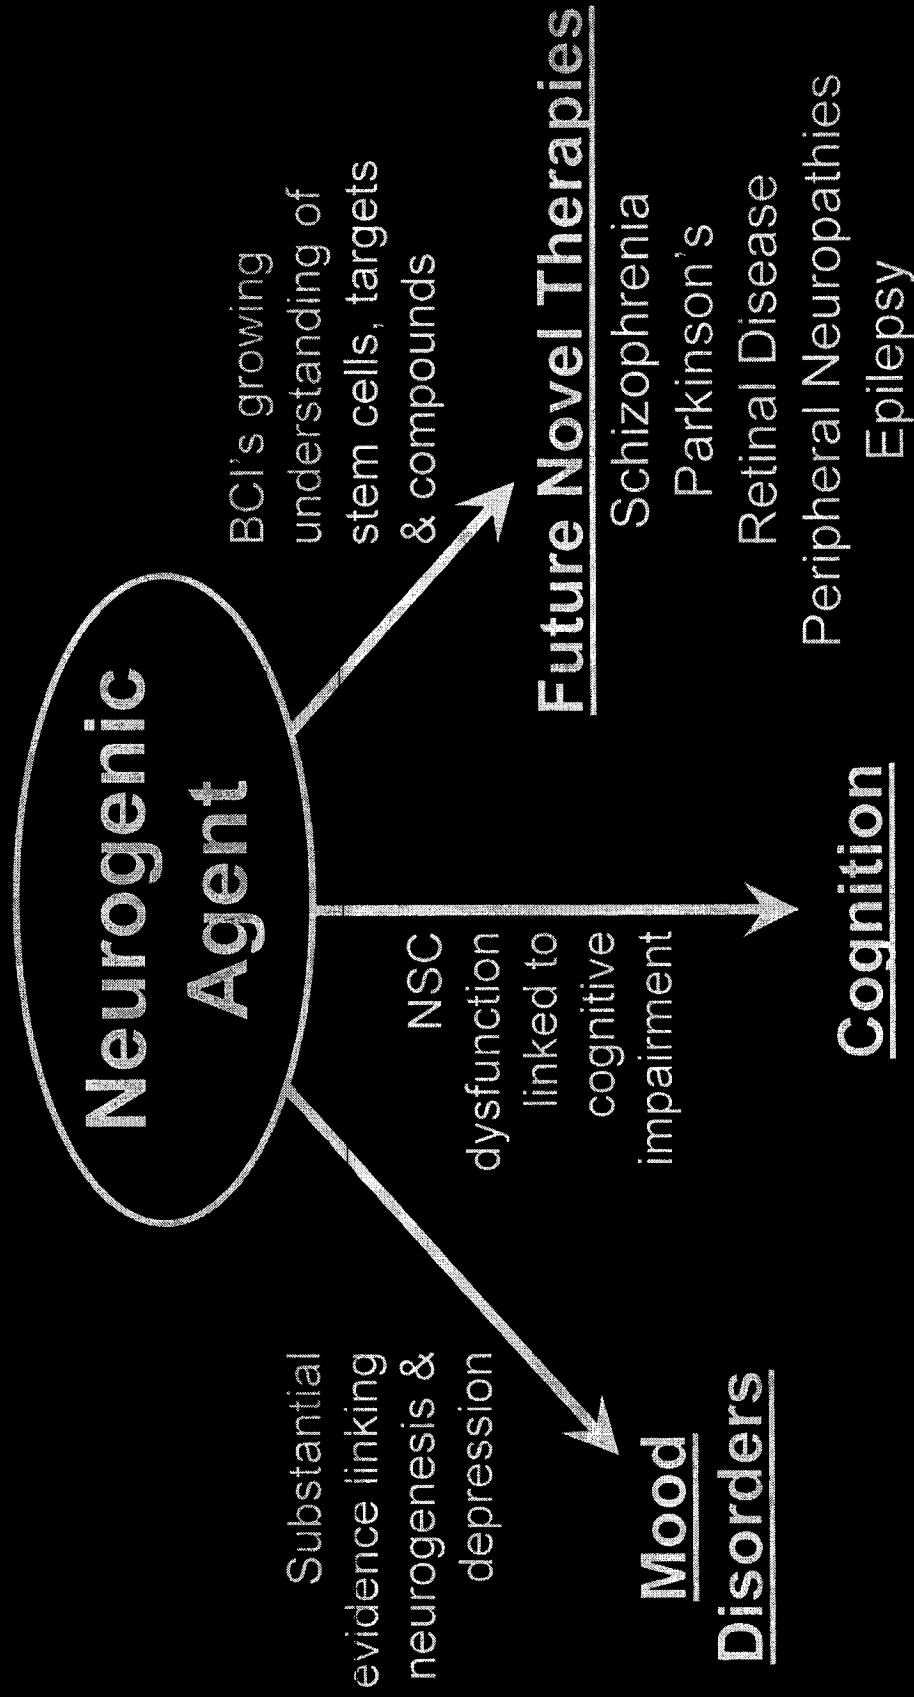 Neurogenic
Agent
Substantial
evidence linking
neurogenesis &
depression
Mood
Disorders
NSC
dysfunction
linked to
cognitive
impairment
Cognition
BCI's growing
understanding of
stem cells, targets
& compounds
Future Novel Therapies
Schizophrenia
Parkinson's
Retinal Disease
Peripheral Neuropathies
Epilepsy